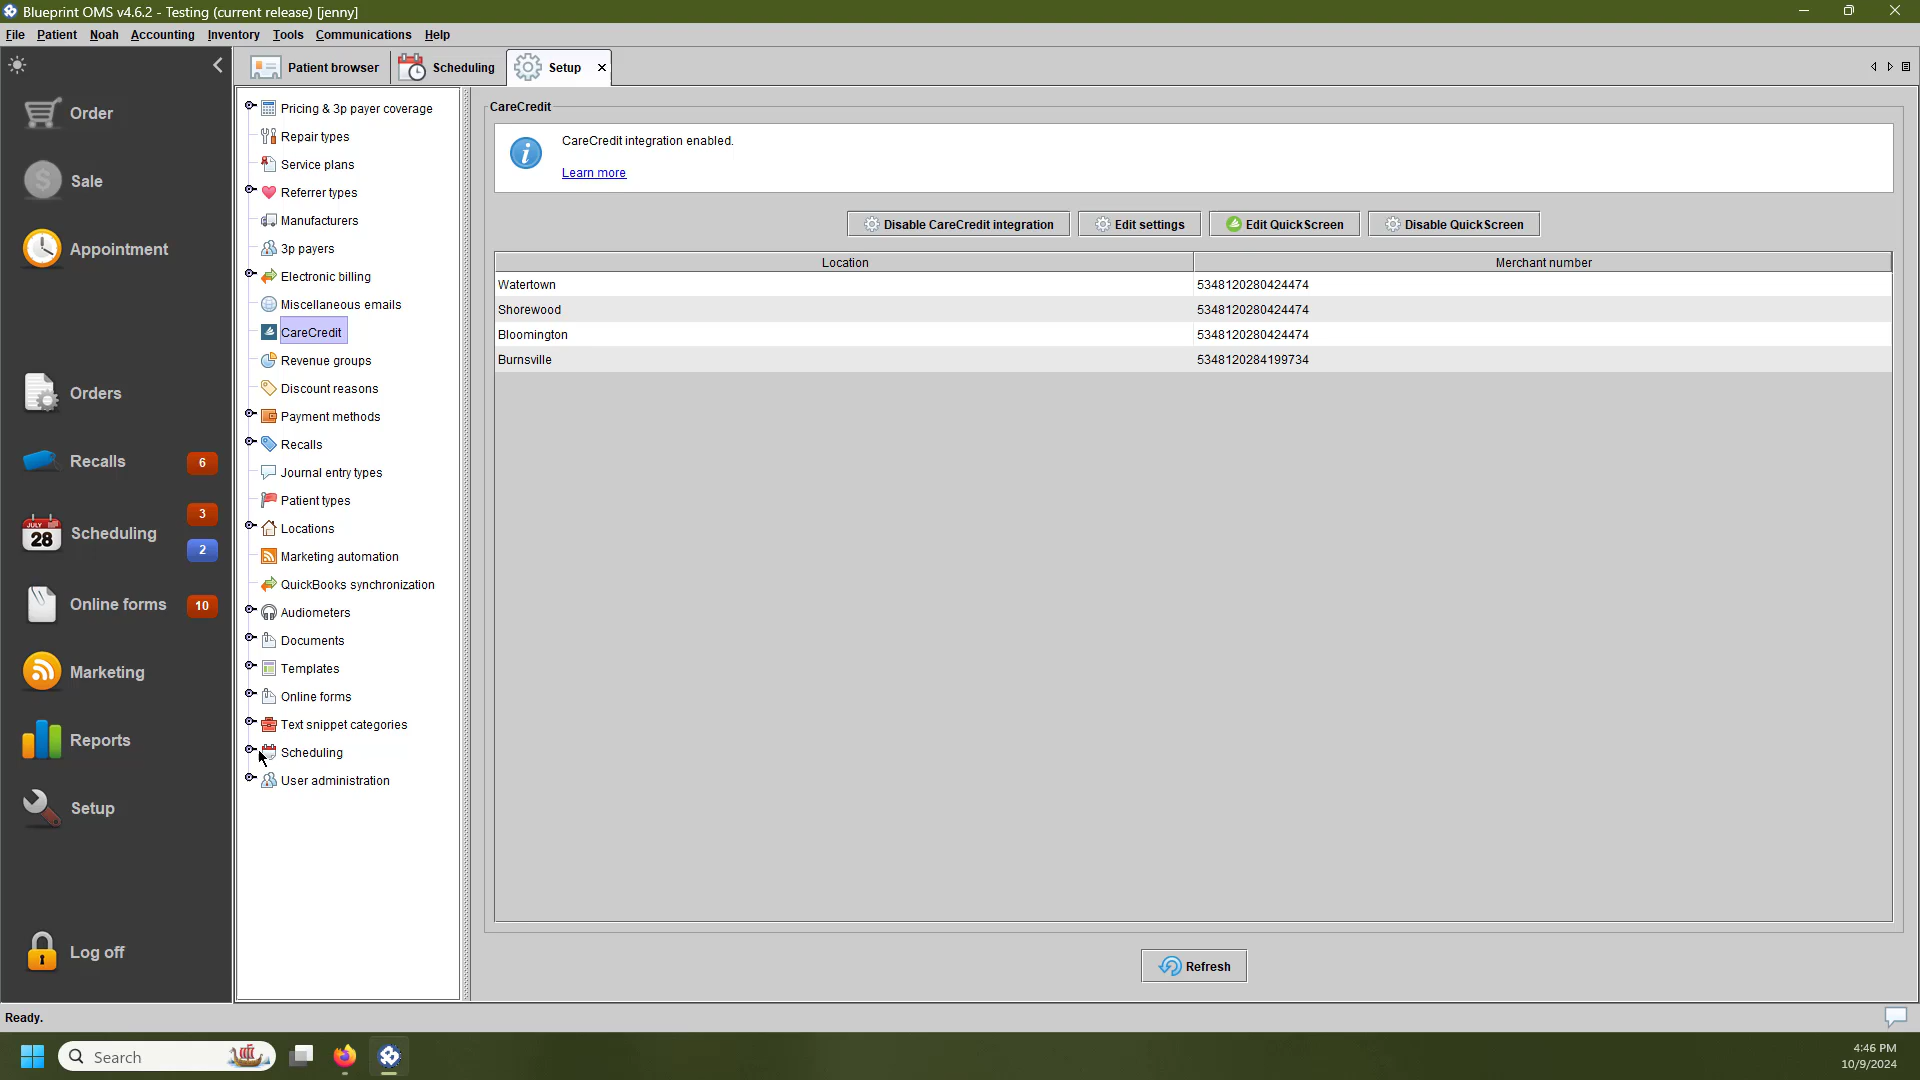 Blueprint OMS v4.6.2 - Testing (current release) [jenny]
File Patient Noah Accounting Inventory Tools Communications Help
Patient browser Scheduling Setup
Order
Sale
Appointment
Orders
Recalls 6
Scheduling 3 2
JULY 28
Online forms 10
Marketing
Reports
Setup
Log off
Pricing & 3p payer coverage
Repair types
Service plans
Referrer types
Manufacturers
3p payers
Electronic billing
Miscellaneous emails
CareCredit
Revenue groups
Discount reasons
Payment methods
Recalls
Journal entry types
Patient types
Locations
Marketing automation
QuickBooks synchronization
Audiometers
Documents
Templates
Online forms
Text snippet categories
Scheduling
User administration
CareCredit
CareCredit integration enabled.
Learn more
Disable CareCredit integration Edit settings Edit QuickScreen Disable QuickScreen
Location Merchant number
Watertown 5348120280424474
Shorewood 5348120280424474
Bloomington 5348120280424474
Burnsville 5348120284199734
Refresh
Ready.
Search
4:46 PM
10/9/2024